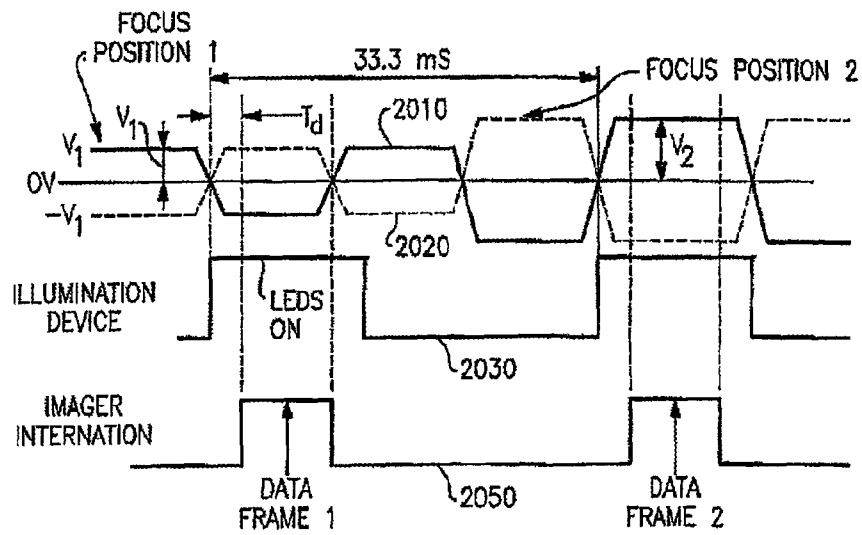 FOCUS
POSITION 1
33.3 mS
FOCUS POSITION 2
V1
Td
2010
V1
V2
0V
-V1
2020
ILLUMINATION
DEVICE
LEDS
ON
2030
IMAGER
INTERNATION
DATA
FRAME 1
2050
DATA
FRAME 2